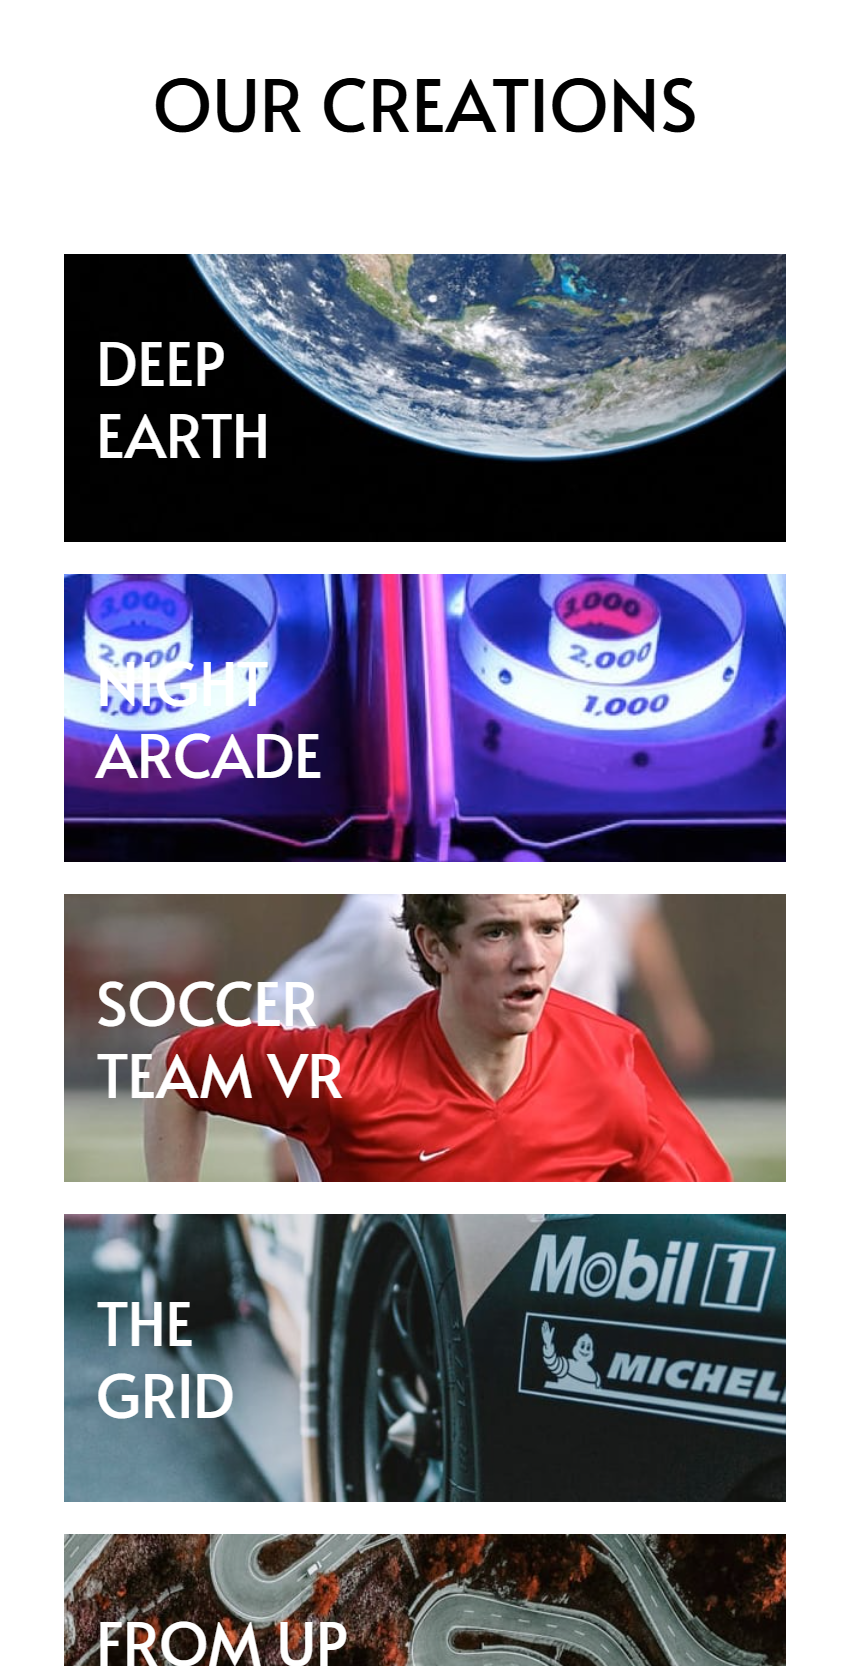 OUR CREATIONS
DEEP
EARTH
3,000
2,000
1,000
3,000
2,000
1,000
NIGHT
ARCADE
SOCCER
TEAM VR
Mobil 1
MICHEL
THE
GRID
FROM UP